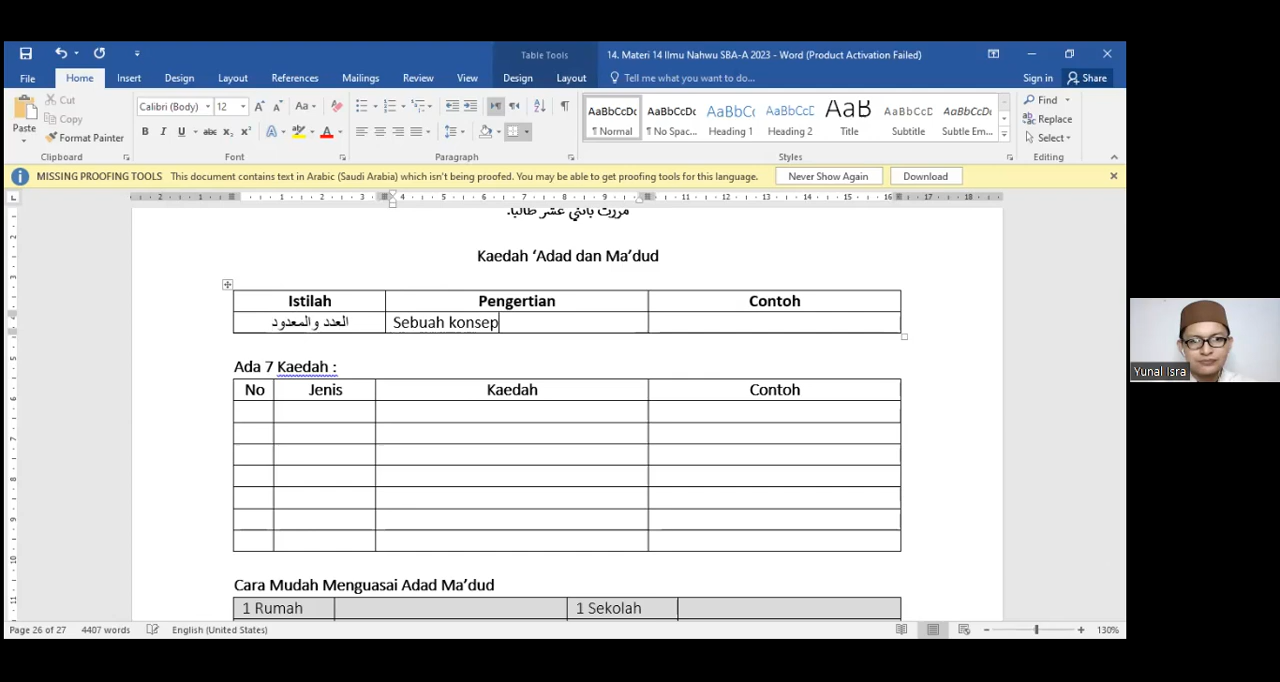 Table Tools
14. Materi 14 Ilmu Nahwu SBA-A 2023 - Word (Product Activation Failed)
File Home Insert Design Layout References Mailings Review View Design Layout Tell me what you want to do... Sign in Share
Paste Cut Copy Format Painter
Calibri (Body) 12
AaBbCcDc AaBbCcDc AaBbCc AaBbCcC AaB AaBbCcD AaBbCcDc
¶ Normal ¶ No Spac... Heading 1 Heading 2 Title Subtitle Subtle Em...
Find Replace Select
Clipboard Font Paragraph Styles Editing
MISSING PROOFING TOOLS This document contains text in Arabic (Saudi Arabia) which isn't being proofed. You may be able to get proofing tools for this language. Never Show Again Download
مررت باثني عشر طالبا.
Kaedah ‘Adad dan Ma’dud
Istilah Pengertian Contoh
العدد والمعدود Sebuah konsep
Ada 7 Kaedah :
No Jenis Kaedah Contoh
Cara Mudah Menguasai Adad Ma’dud
1 Rumah 1 Sekolah
Page 26 of 27 4407 words English (United States) 130%
Yunal Isra